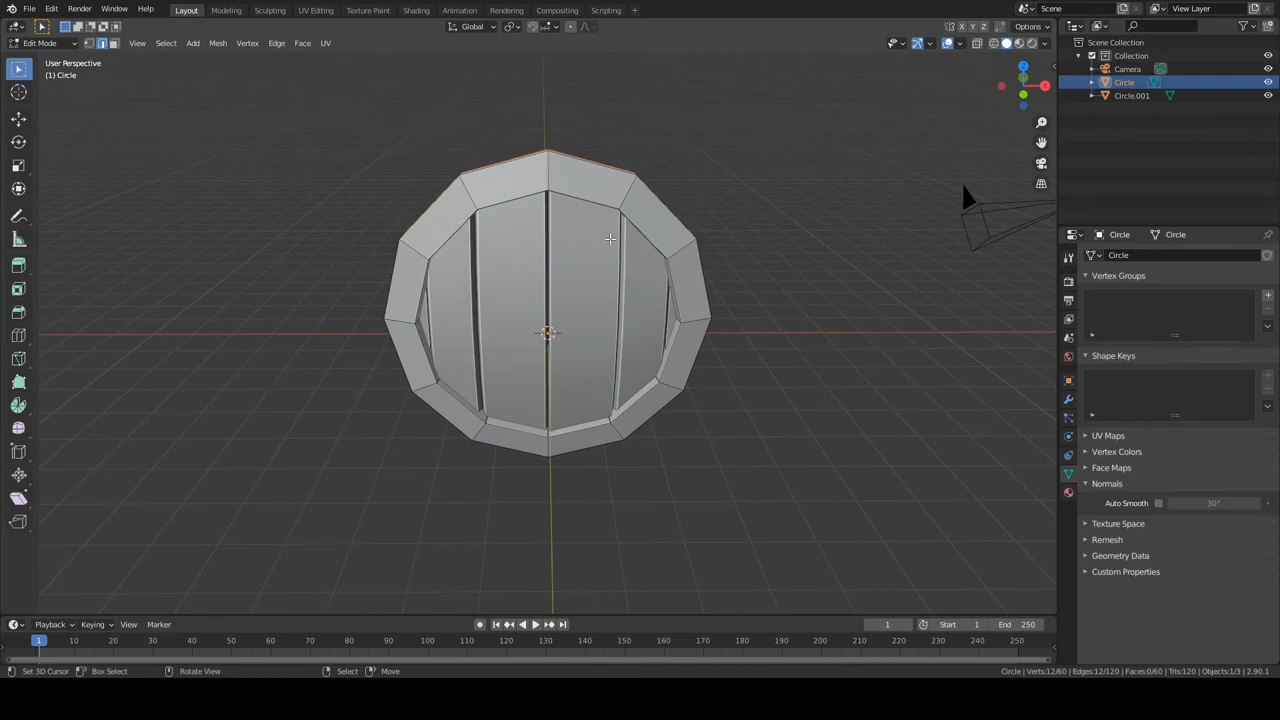 File Edit Render Window Help Layout Modeling Sculpting UV Editing Texture Paint Shading Animation Rendering Compositing Scripting + Scene View Layer
Global Options
Edit Mode View Select Add Mesh Vertex Edge Face UV
X Y Z
User Perspective
(1) Circle
Z
X
Scene Collection
Collection
Camera
Circle
Circle.001
Circle Circle
Circle
Vertex Groups
Shape Keys
UV Maps
Vertex Colors
Face Maps
Normals
Auto Smooth 30°
Texture Space
Remesh
Geometry Data
Custom Properties
Playback Keying View Marker 1 Start 1 End 250
1 10 20 30 40 50 60 70 80 90 100 110 120 130 140 150 160 170 180 190 200 210 220 230 240 250
Set 3D Cursor Box Select Rotate View Select Move Circle | Verts:12/60 | Edges:12/120 | Faces:0/60 | Tris:120 | Objects:1/3 | 2.90.1